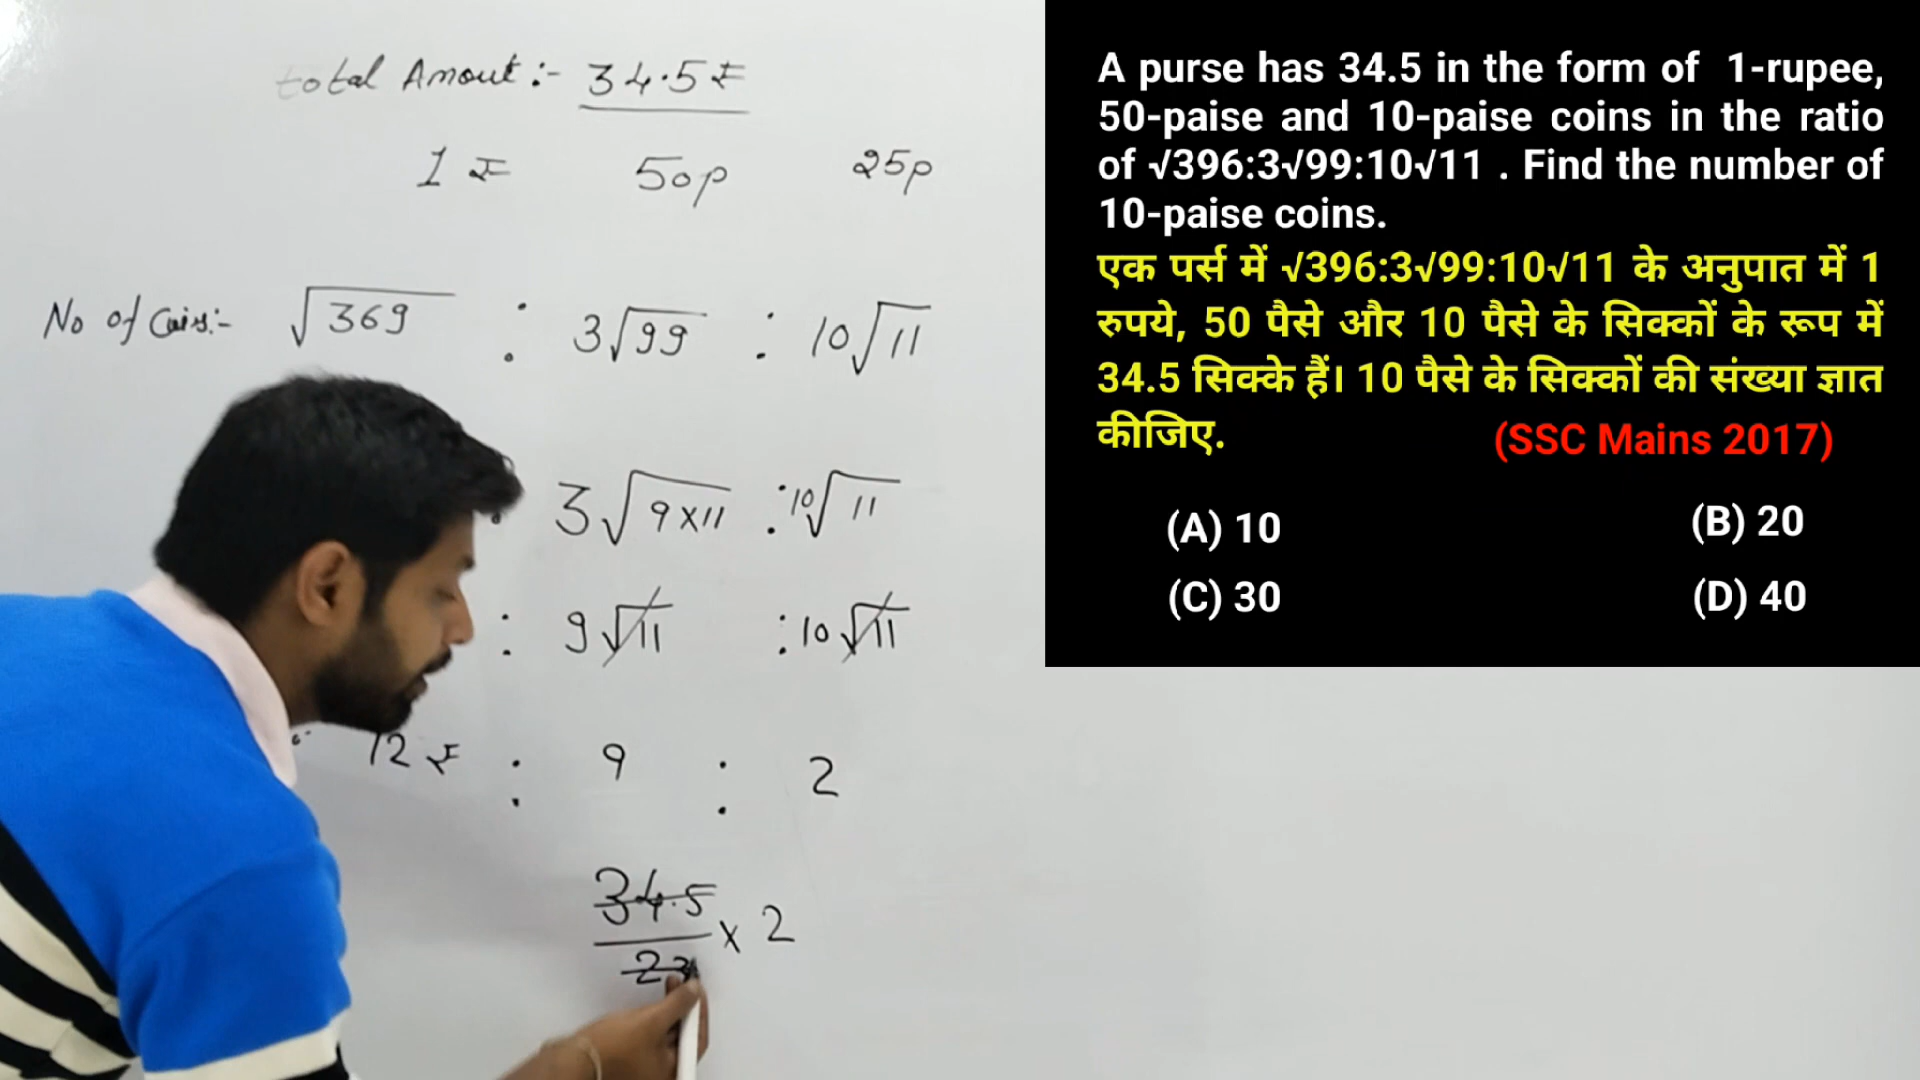 total Amout :- 34.5₹
1 ₹ 50p 25p
No of Coins:- √369 : 3√99 : 10√11
3√9x11 : 10√11
: 9√11 : 10√11
12 ₹ : 9 : 2
34.5
x 2
23
A purse has 34.5 in the form of 1-rupee,
50-paise and 10-paise coins in the ratio
of √396:3√99:10√11 . Find the number of
10-paise coins.
एक पर्स में √396:3√99:10√11 के अनुपात में 1
रुपये, 50 पैसे और 10 पैसे के सिक्कों के रूप में
34.5 सिक्के हैं। 10 पैसे के सिक्कों की संख्या ज्ञात
कीजिए. (SSC Mains 2017)
(A) 10 (B) 20
(C) 30 (D) 40